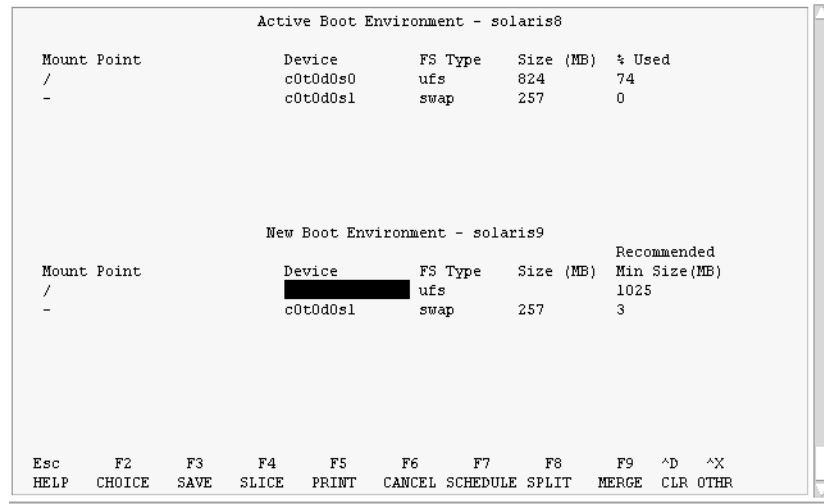 Active Boot Environment - solaris8
Mount Point Device FS Type Size (MB) % Used
/ c0t0d0s0 ufs 824 74
- c0t0d0s1 swap 257 0
New Boot Environment - solaris9
Recommended
Mount Point Device FS Type Size (MB) Min Size(MB)
/ ufs 1025
- c0t0d0s1 swap 257 3
Esc F2 F3 F4 F5 F6 F7 F8 F9 ^D ^X
HELP CHOICE SAVE SLICE PRINT CANCEL SCHEDULE SPLIT MERGE CLR OTHR